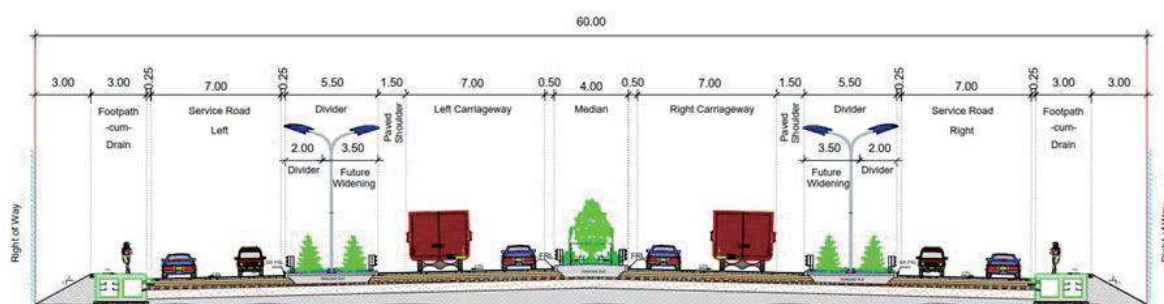 60.00
3.00 3.00 0.25 7.00 0.25 5.50 1.50 7.00 0.50 4.00 0.50 7.00 1.50 5.50 0.25 7.00 0.25 3.00 3.00
Footpath
-cum-
Drain
Service Road
Left
Divider
Paved
Shoulder
Left Carriageway
Median
Right Carriageway
Paved
Shoulder
Divider
Service Road
Right
Footpath
-cum-
Drain
2.00 3.50
Divider
Future
Widening
3.50 2.00
Future
Widening
Divider
Right of Way
FRL
FRL